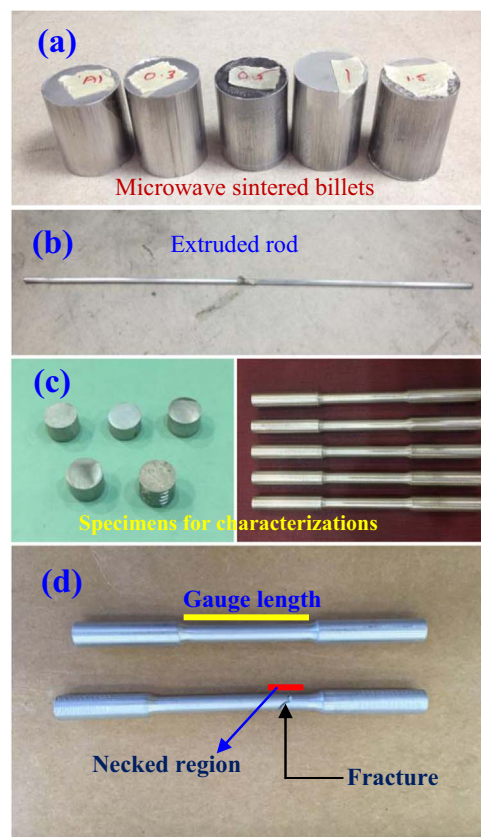 (a)
Al
0.3
0.5
1
1.5
Microwave sintered billets
(b)
Extruded rod
(c)
Specimens for characterizations
(d)
Gauge length
Necked region
Fracture